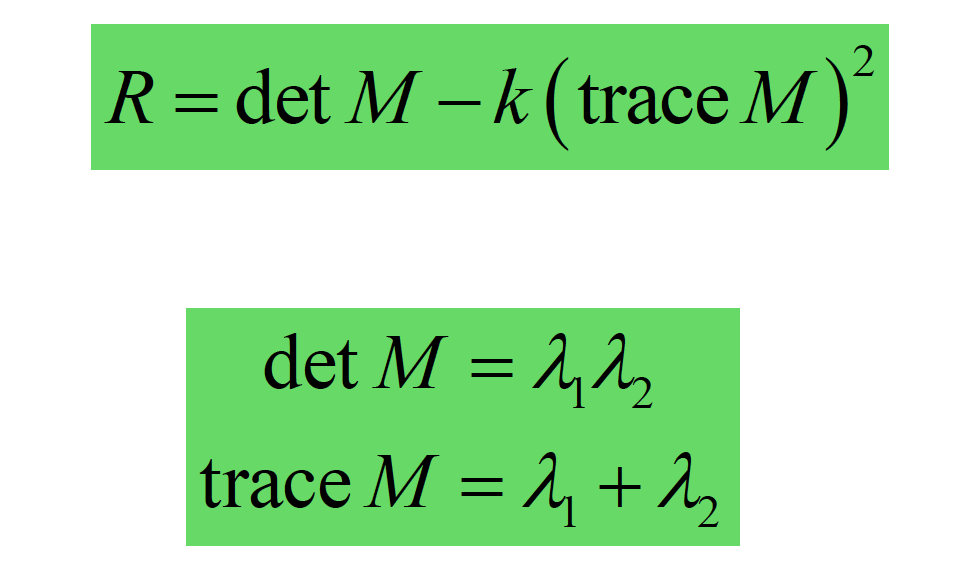 R = det M − k(trace M)²
det M = λ₁λ₂
trace M = λ₁ + λ₂